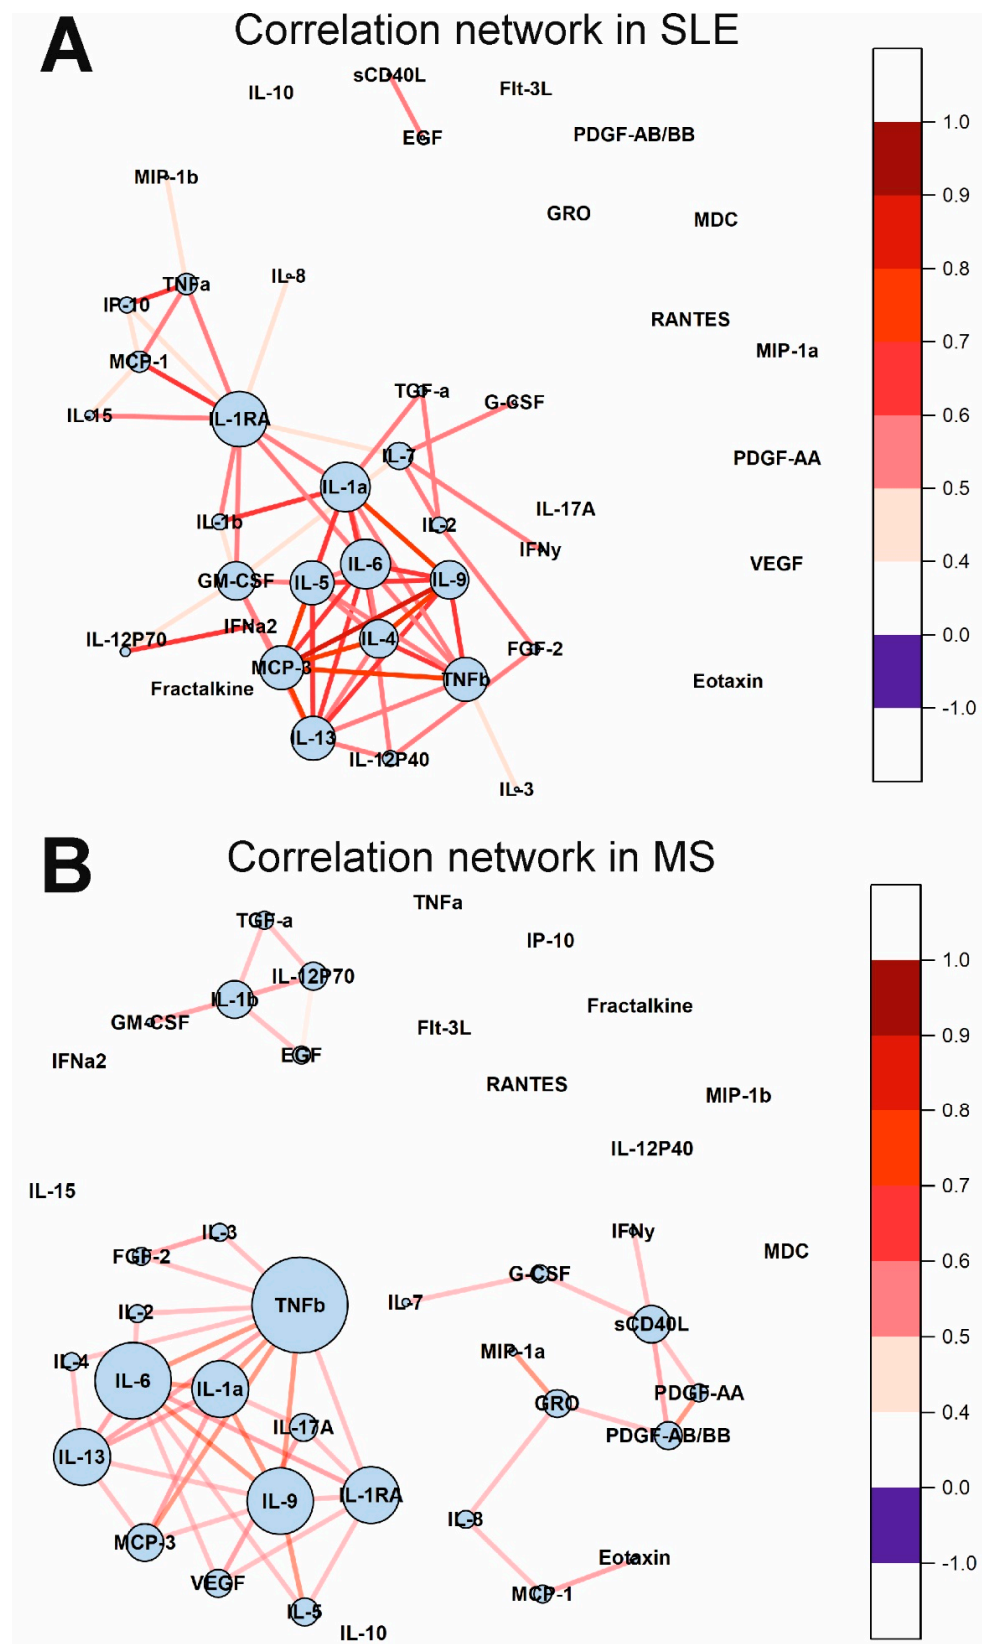 A
Correlation network in SLE
IL-10
sCD40L
Flt-3L
EGF
PDGF-AB/BB
MIP-1b
GRO
MDC
TNFa
IL-8
IP-10
RANTES
MIP-1a
MCP-1
TGF-a
G-CSF
IL-15
IL-1RA
IL-7
PDGF-AA
IL-1a
IL-17A
IL-1b
IL-2
IFNy
VEGF
IL-6
GM-CSF
IL-5
IL-9
IFNa2
IL-12P70
IL-4
FGF-2
MCP-3
TNFb
Eotaxin
Fractalkine
IL-13
IL-12P40
IL-3
1.0
0.9
0.8
0.7
0.6
0.5
0.4
0.0
-1.0
B
Correlation network in MS
TNFa
TGF-a
IP-10
IL-12P70
IL-1b
Fractalkine
GM-CSF
Flt-3L
EGF
IFNa2
RANTES
MIP-1b
IL-12P40
IL-15
IL-3
IFNy
FGF-2
MDC
G-CSF
TNFb
IL-7
IL-2
sCD40L
MIP-1a
IL-4
IL-6
IL-1a
PDGF-AA
GRO
IL-17A
PDGF-AB/BB
IL-13
IL-9
IL-1RA
IL-8
MCP-3
Eotaxin
VEGF
MCP-1
IL-5
IL-10
1.0
0.9
0.8
0.7
0.6
0.5
0.4
0.0
-1.0